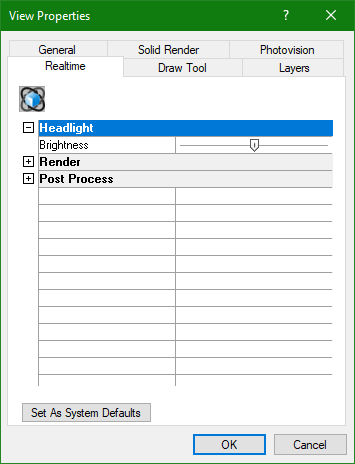 View Properties
?
General Solid Render Photovision
Realtime Draw Tool Layers
Headlight
Brightness
Render
Post Process
Set As System Defaults
OK Cancel